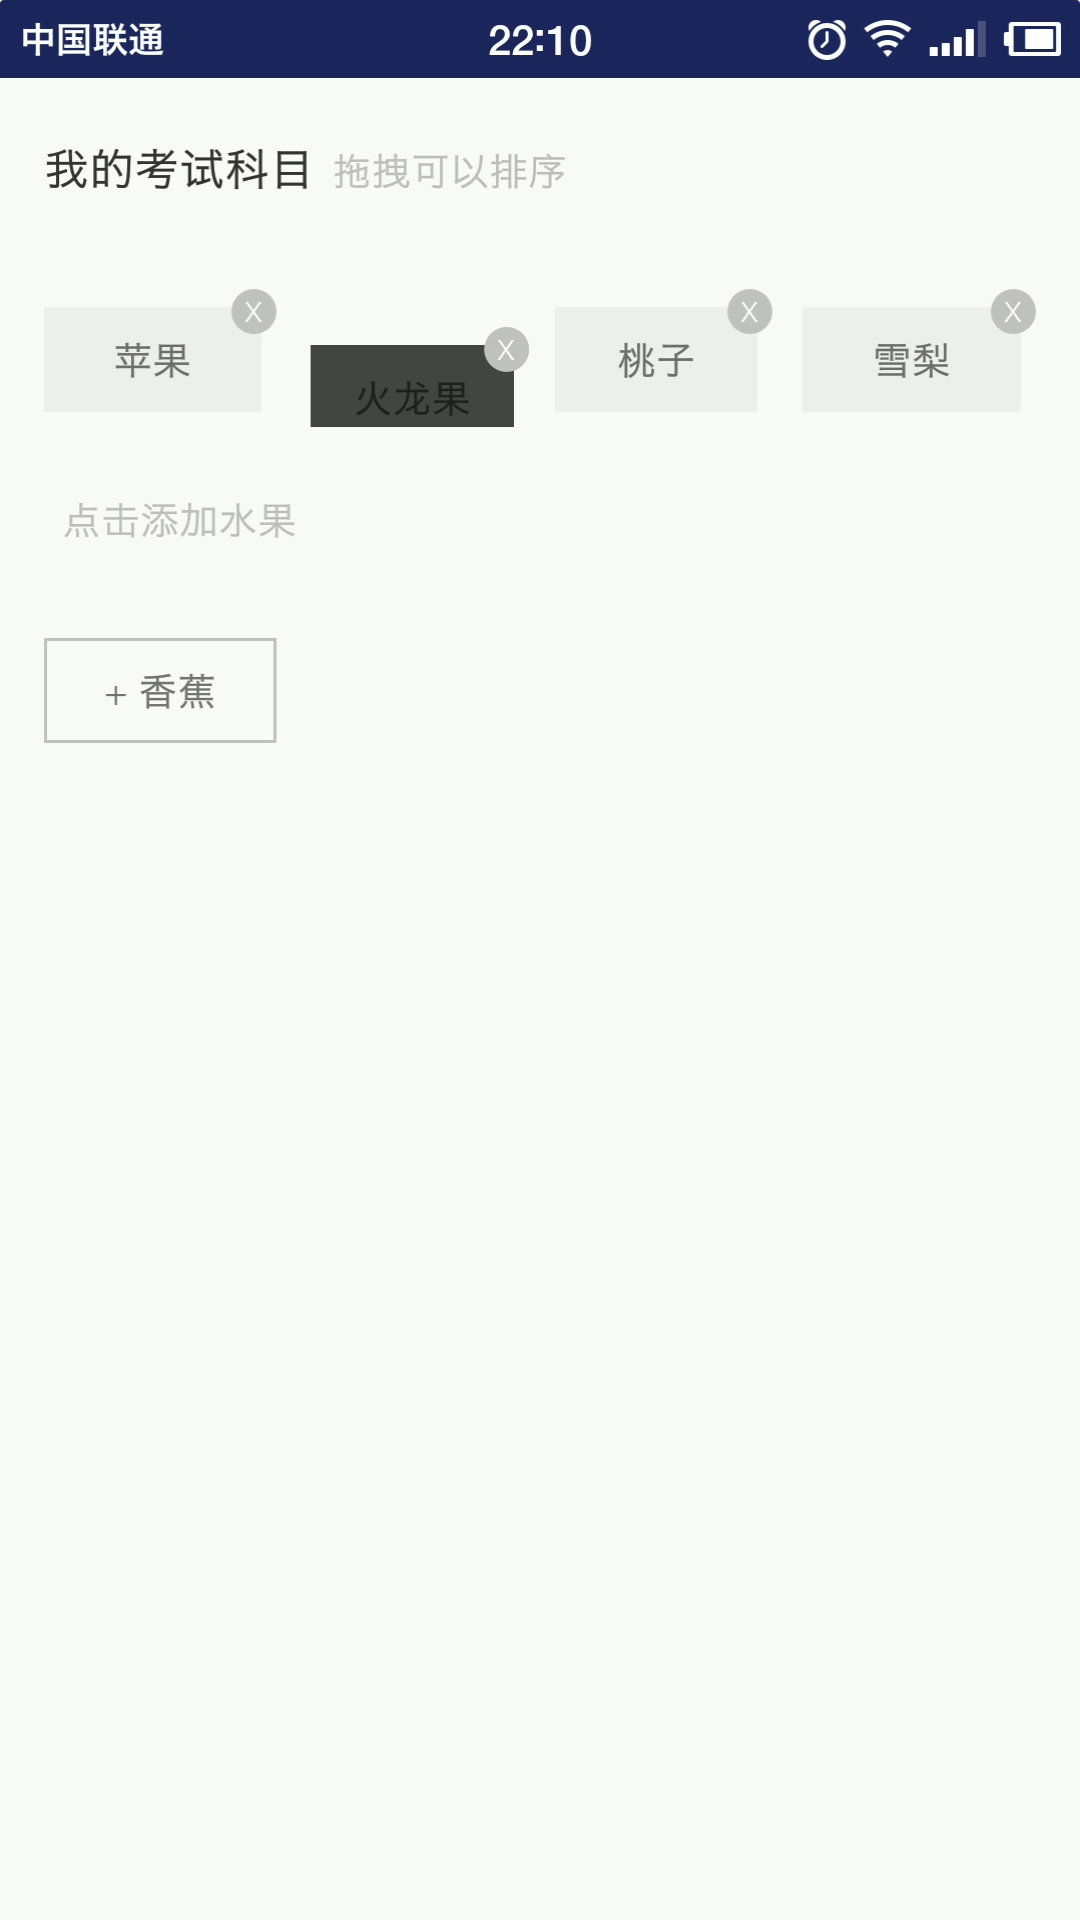 中国联通 22:10
我的考试科目 拖拽可以排序
苹果 X 火龙果 X 桃子 X 雪梨 X
点击添加水果
+ 香蕉